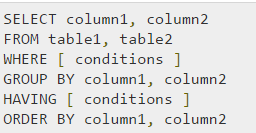 SELECT column1, column2
FROM table1, table2
WHERE [ conditions ]
GROUP BY column1, column2
HAVING [ conditions ]
ORDER BY column1, column2